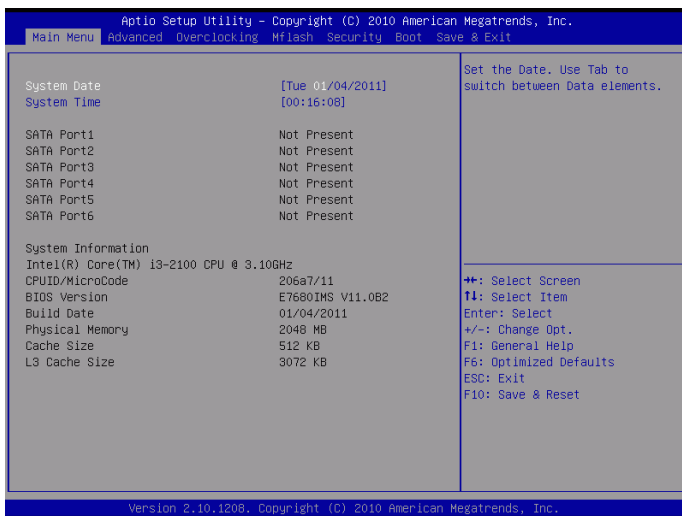 Aptio Setup Utility – Copyright (C) 2010 American Megatrends, Inc.
Main Menu Advanced Overclocking Mflash Security Boot Save & Exit
System Date [Tue 01/04/2011]
System Time [00:16:08]
SATA Port1 Not Present
SATA Port2 Not Present
SATA Port3 Not Present
SATA Port4 Not Present
SATA Port5 Not Present
SATA Port6 Not Present
System Information
Intel(R) Core(TM) i3-2100 CPU @ 3.10GHz
CPUID/MicroCode 206a7/11
BIOS Version E7680IMS V11.0B2
Build Date 01/04/2011
Physical Memory 2048 MB
Cache Size 512 KB
L3 Cache Size 3072 KB
Set the Date. Use Tab to
switch between Data elements.
→←: Select Screen
↑↓: Select Item
Enter: Select
+/-: Change Opt.
F1: General Help
F6: Optimized Defaults
ESC: Exit
F10: Save & Reset
Version 2.10.1208. Copyright (C) 2010 American Megatrends, Inc.